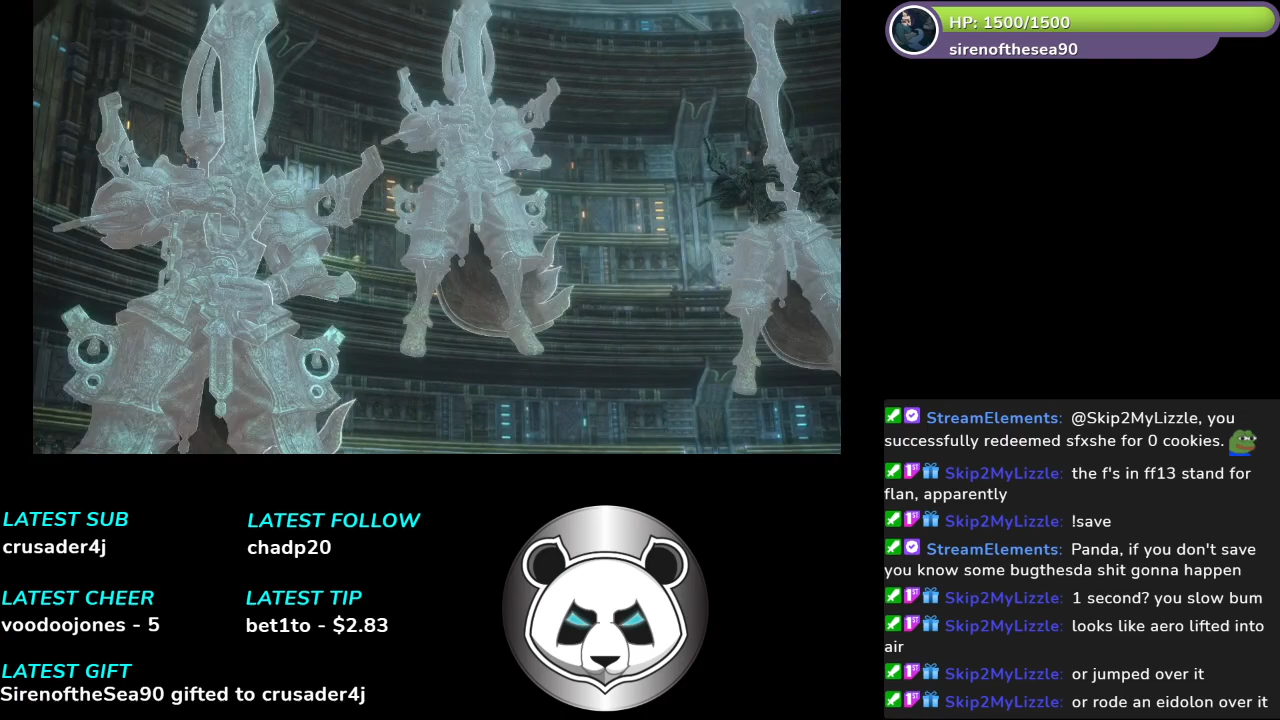 HP: 1500/1500
sirenofthesea90
StreamElements: @Skip2MyLizzle, you
successfully redeemed sfxshe for 0 cookies.
Skip2MyLizzle: the f's in ff13 stand for
flan, apparently
Skip2MyLizzle: !save
StreamElements: Panda, if you don't save
you know some bugthesda shit gonna happen
Skip2MyLizzle: 1 second? you slow bum
Skip2MyLizzle: looks like aero lifted into
air
Skip2MyLizzle: or jumped over it
Skip2MyLizzle: or rode an eidolon over it
LATEST SUB
crusader4j
LATEST FOLLOW
chadp20
LATEST CHEER
voodoojones - 5
LATEST TIP
bet1to - $2.83
LATEST GIFT
SirenoftheSea90 gifted to crusader4j